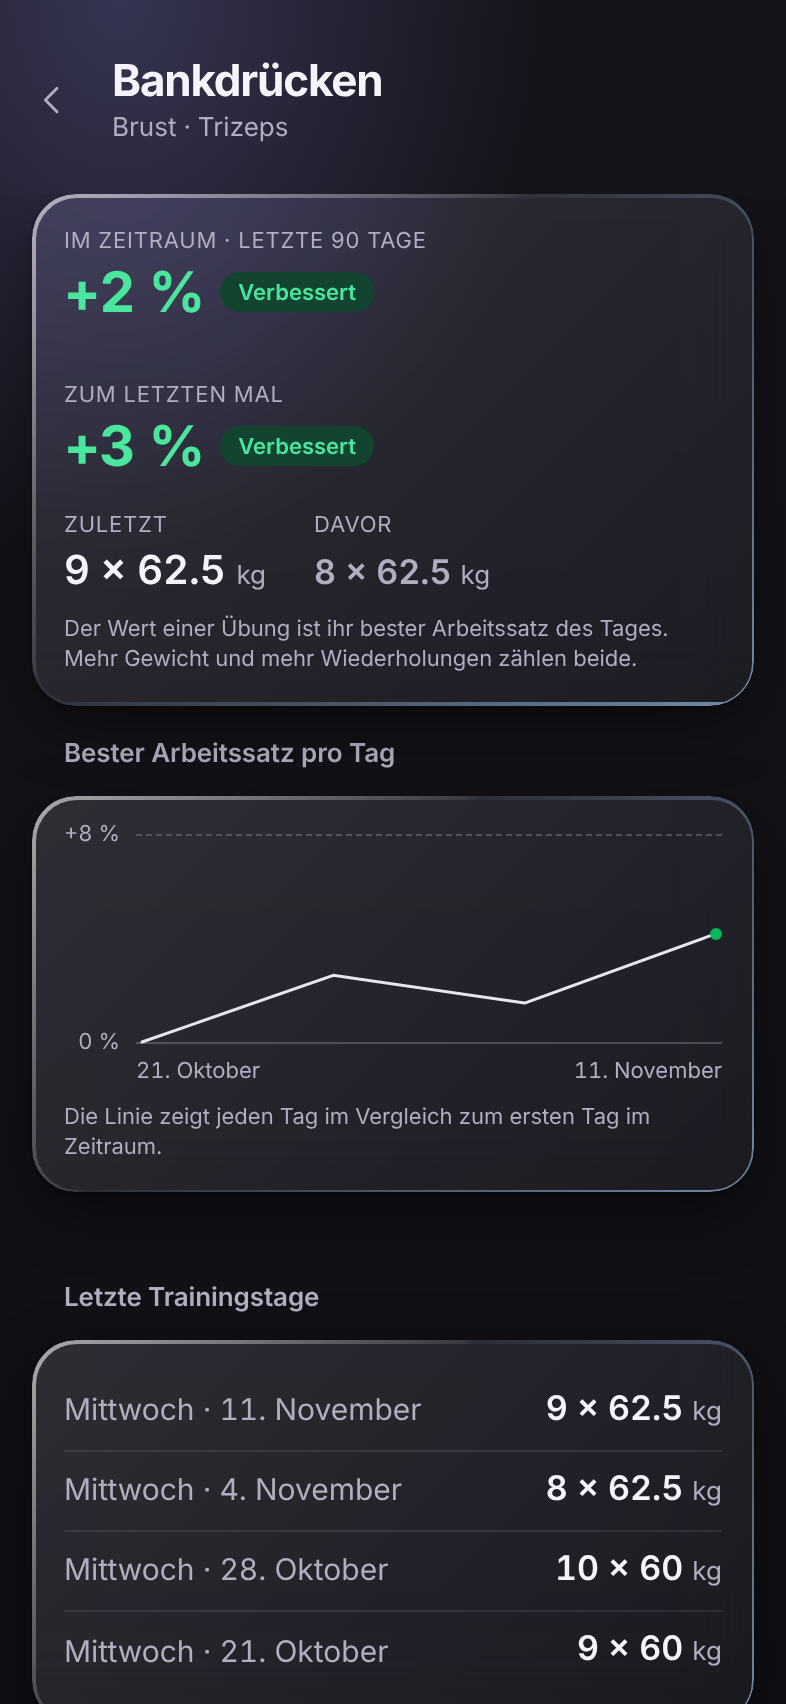 Bankdrücken
Brust · Trizeps
IM ZEITRAUM · LETZTE 90 TAGE
+2 % Verbessert
ZUM LETZTEN MAL
+3 % Verbessert
ZULETZT DAVOR
9 × 62.5 kg 8 × 62.5 kg
Der Wert einer Übung ist ihr bester Arbeitssatz des Tages.
Mehr Gewicht und mehr Wiederholungen zählen beide.
Bester Arbeitssatz pro Tag
+8 %
0 %
21. Oktober 11. November
Die Linie zeigt jeden Tag im Vergleich zum ersten Tag im
Zeitraum.
Letzte Trainingstage
Mittwoch · 11. November 9 × 62.5 kg
Mittwoch · 4. November 8 × 62.5 kg
Mittwoch · 28. Oktober 10 × 60 kg
Mittwoch · 21. Oktober 9 × 60 kg